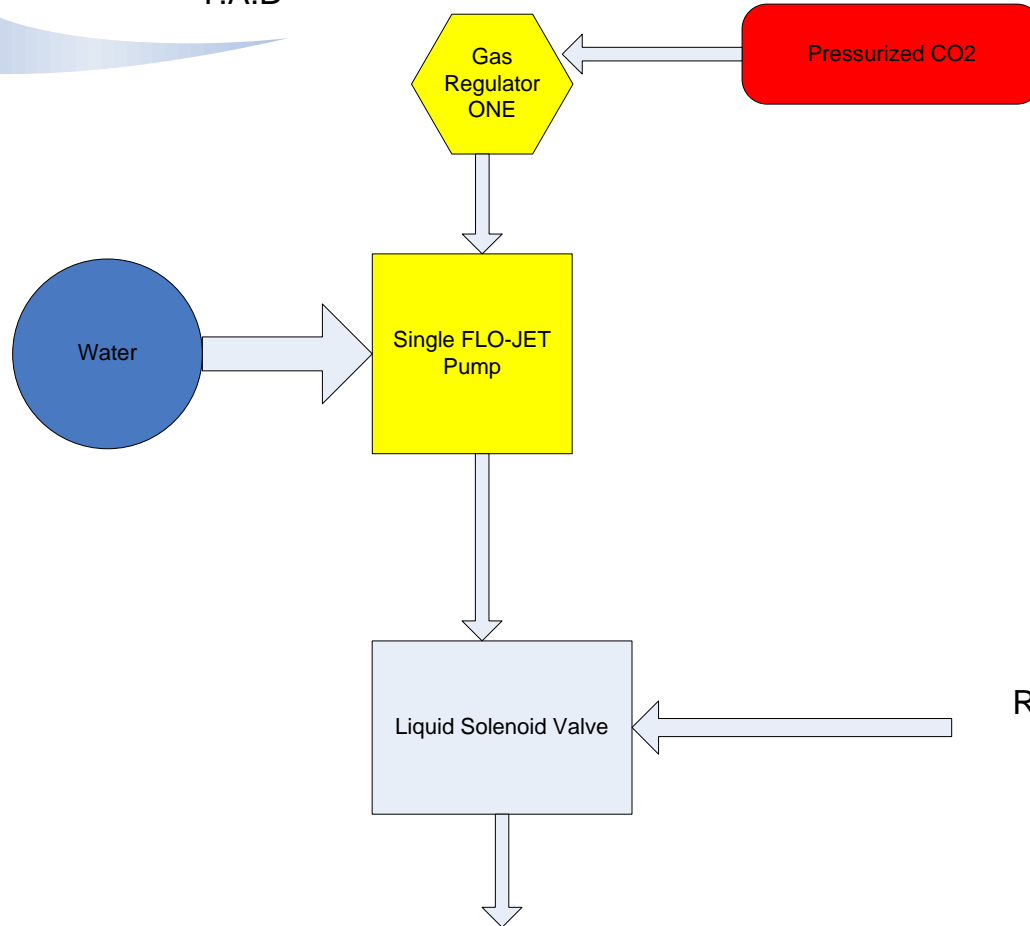 Gas
Regulator
ONE
Pressurized CO2
Water
Single FLO-JET
Pump
Liquid Solenoid Valve
R